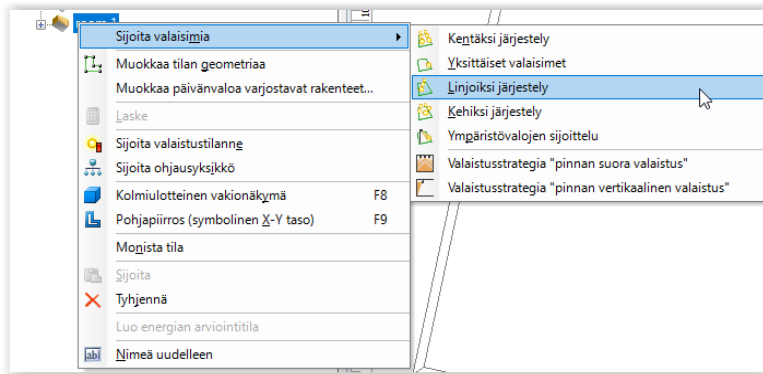 Sijoita valaisimia
Muokkaa tilan geometriaa
Muokkaa päivänvaloa varjostavat rakenteet...
Laske
Sijoita valaistustilanne
Sijoita ohjausyksikkö
Kolmiulotteinen vakionäkymä F8
Pohjapiirros (symbolinen X-Y taso) F9
Monista tila
Sijoita
Tyhjennä
Luo energian arviointitila
Nimeä uudelleen
Kentäksi järjestely
Yksittäiset valaisimet
Linjoiksi järjestely
Kehiksi järjestely
Ympäristövalojen sijoittelu
Valaistusstrategia "pinnan suora valaistus"
Valaistusstrategia "pinnan vertikaalinen valaistus"